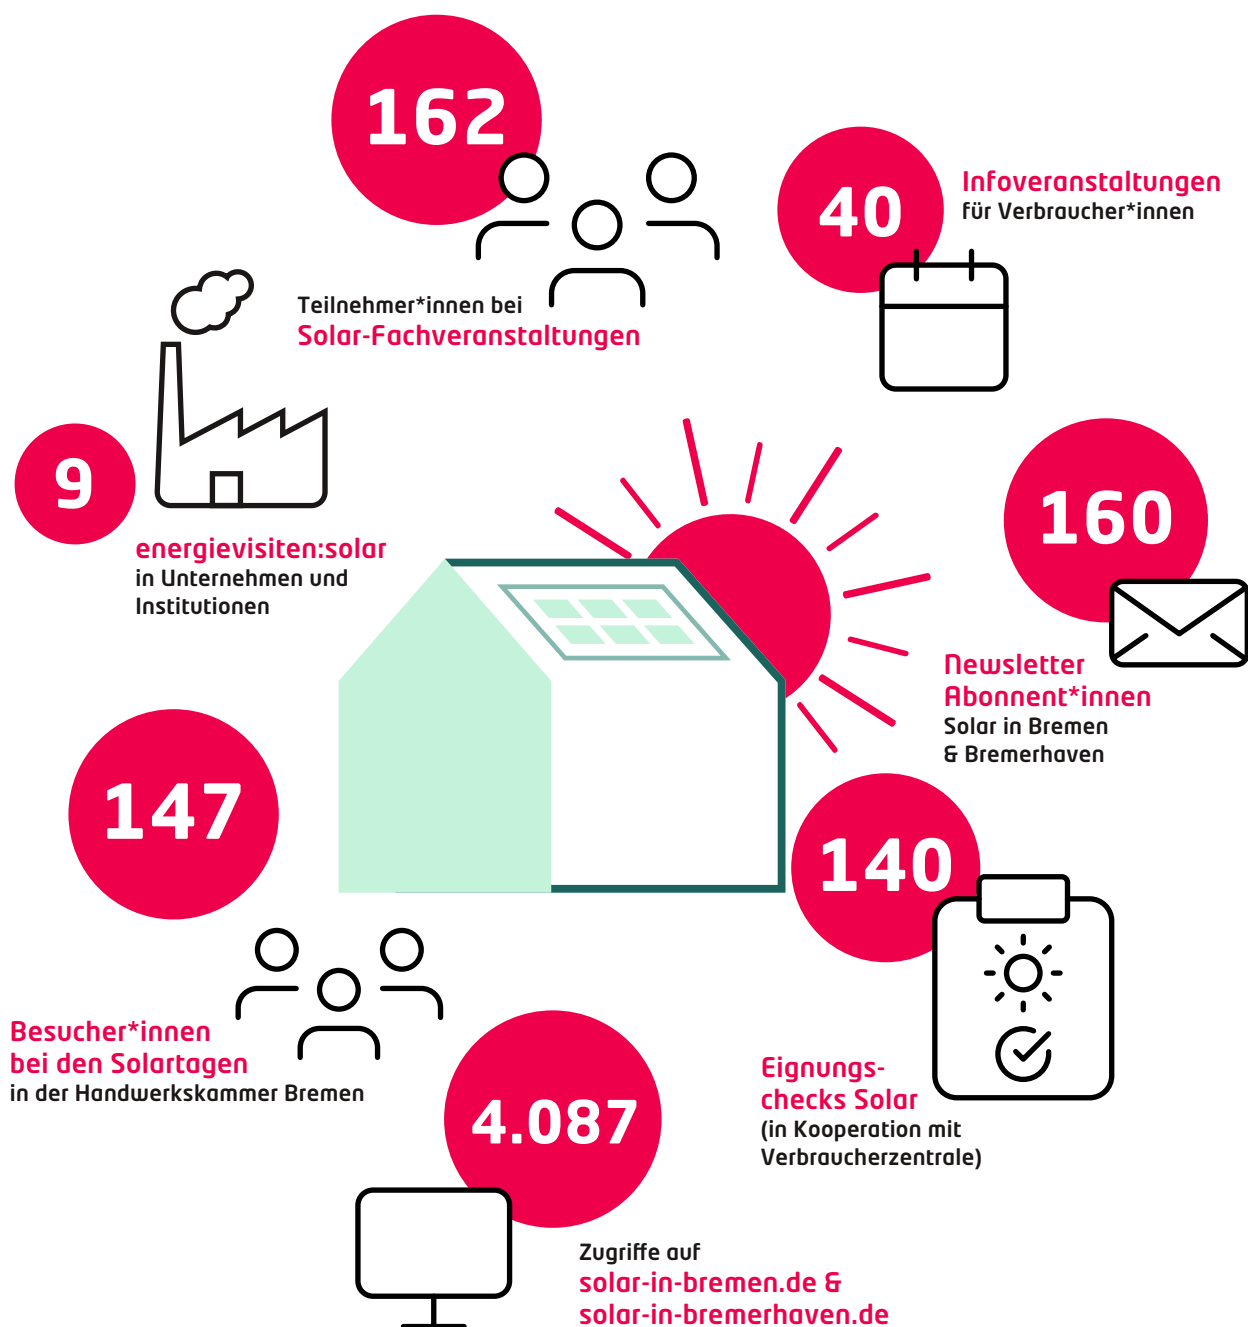 162
Teilnehmer*innen bei
Solar-Fachveranstaltungen
40
Infoveranstaltungen
für Verbraucher*innen
9
energievisiten:solar
in Unternehmen und
Institutionen
160
Newsletter
Abonnent*innen
Solar in Bremen
& Bremerhaven
147
Besucher*innen
bei den Solartagen
in der Handwerkskammer Bremen
140
Eignungs-
checks Solar
(in Kooperation mit
Verbraucherzentrale)
4.087
Zugriffe auf
solar-in-bremen.de &
solar-in-bremerhaven.de